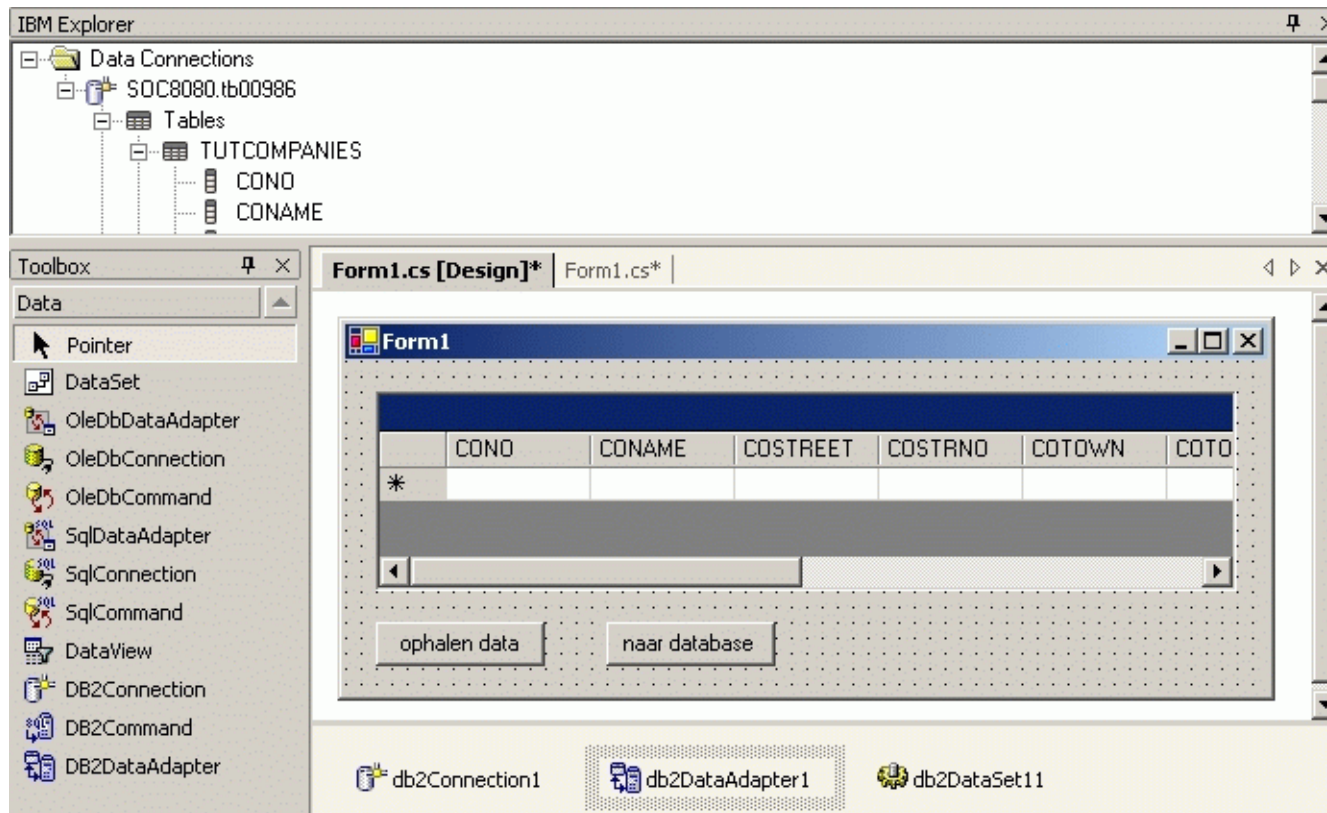 IBM Explorer
Data Connections
SOC8080.tb00986
Tables
TUTCOMPANIES
CONO
CONAME
Toolbox
Data
Pointer
DataSet
OleDbDataAdapter
OleDbConnection
OleDbCommand
SqlDataAdapter
SqlConnection
SqlCommand
DataView
DB2Connection
DB2Command
DB2DataAdapter
Form1.cs [Design]* Form1.cs*
Form1
CONO CONAME COSTREET COSTRNO COTOWN COTO
*
ophalen data naar database
db2Connection1 db2DataAdapter1 db2DataSet11